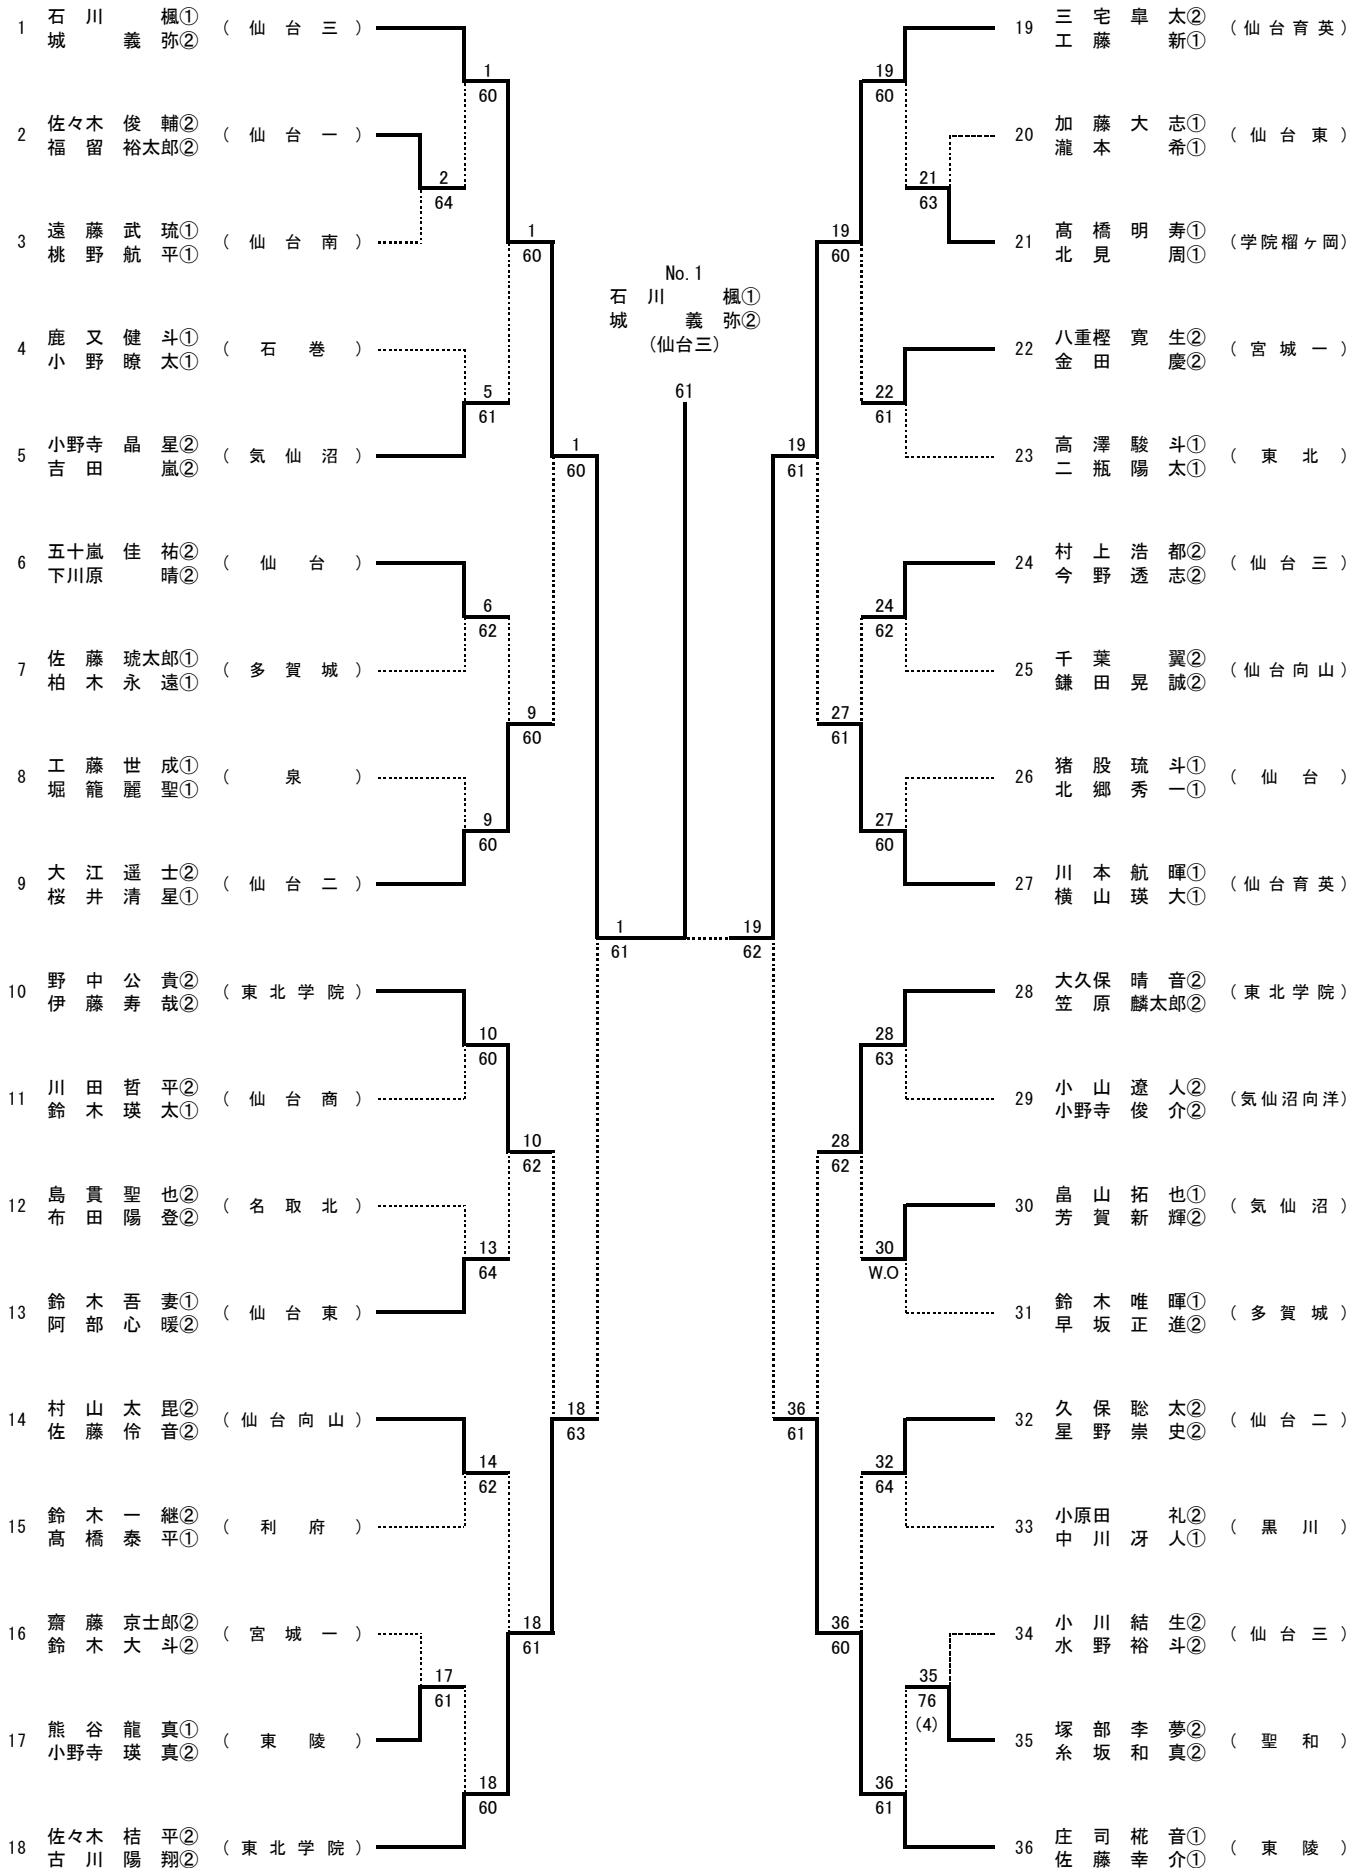 1 石川 楓① (仙台三)
城 義弥②
2 佐々木 俊輔② (仙台一)
福留 裕太郎②
3 遠藤武琉① (仙台南)
桃野航平①
4 鹿又健斗① (石巻)
小野瞭太①
5 小野寺 晶星② (気仙沼)
吉田 嵐②
6 五十嵐 佳祐② (仙台)
下川原 晴②
7 佐藤 琥太郎① (多賀城)
柏木永遠①
8 工藤世成① (泉)
堀籠麗聖①
9 大江遥士② (仙台二)
桜井清星①
10 野中公貴② (東北学院)
伊藤寿哉②
11 川田哲平② (仙台商)
鈴木瑛太①
12 島貫聖也② (名取北)
布田陽登②
13 鈴木吾妻① (仙台東)
阿部心暖②
14 村山太毘② (仙台向山)
佐藤伶音②
15 鈴木一継② (利府)
髙橋泰平①
16 齋藤 京士郎② (宮城一)
鈴木大斗②
17 熊谷龍真① (東陵)
小野寺 瑛真②
18 佐々木 桔平② (東北学院)
古川陽翔②
2
64
17
61
1
60
5
61
6
62
9
60
10
60
13
64
14
62
18
60
1
60
9
60
10
62
18
61
1
60
18
63
1
61
No.1
石川 楓①
城 義弥②
(仙台三)
61
19
62
19
61
36
61
19
60
27
61
28
62
36
60
19
60
22
61
24
62
27
60
28
63
30
W.O
32
64
36
61
21
63
35
76
(4)
19 三宅皐太② (仙台育英)
工藤 新①
20 加藤大志① (仙台東)
瀧本 希①
21 髙橋明寿① (学院榴ヶ岡)
北見 周①
22 八重樫 寛生② (宮城一)
金田 慶②
23 高澤駿斗① (東北)
二瓶陽太①
24 村上浩都② (仙台三)
今野透志②
25 千葉 翼② (仙台向山)
鎌田晃誠②
26 猪股琉斗① (仙台)
北郷秀一①
27 川本航暉① (仙台育英)
横山瑛大①
28 大久保 晴音② (東北学院)
笠原 麟太郎②
29 小山遼人② (気仙沼向洋)
小野寺 俊介②
30 畠山拓也① (気仙沼)
芳賀新輝②
31 鈴木唯暉① (多賀城)
早坂正進②
32 久保聡太② (仙台二)
星野崇史②
33 小原田 礼② (黒川)
中川冴人①
34 小川結生② (仙台三)
水野裕斗②
35 塚部李夢② (聖和)
糸坂和真②
36 庄司椛音① (東陵)
佐藤幸介①